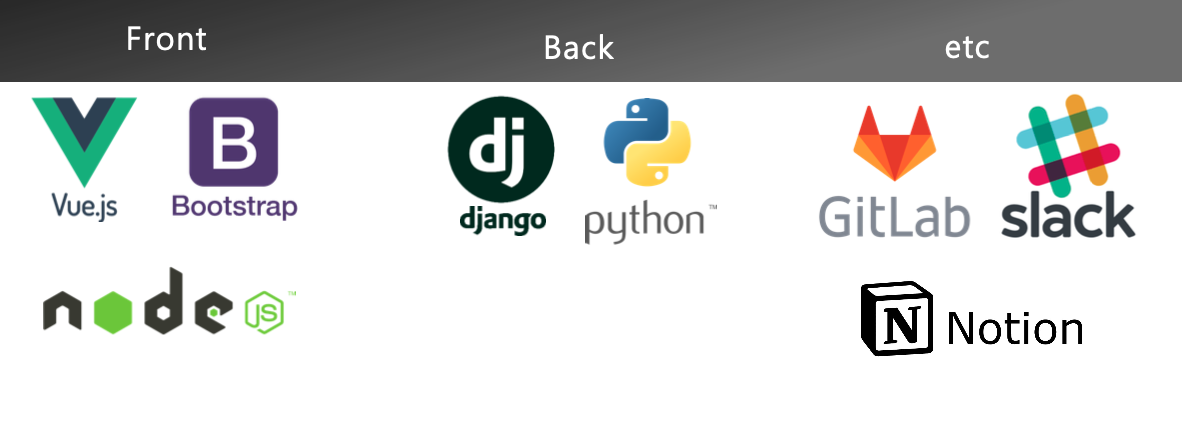 Front
Back
etc
Vue.js
B
Bootstrap
dj
django
python™
GitLab
slack
node JS™
N Notion